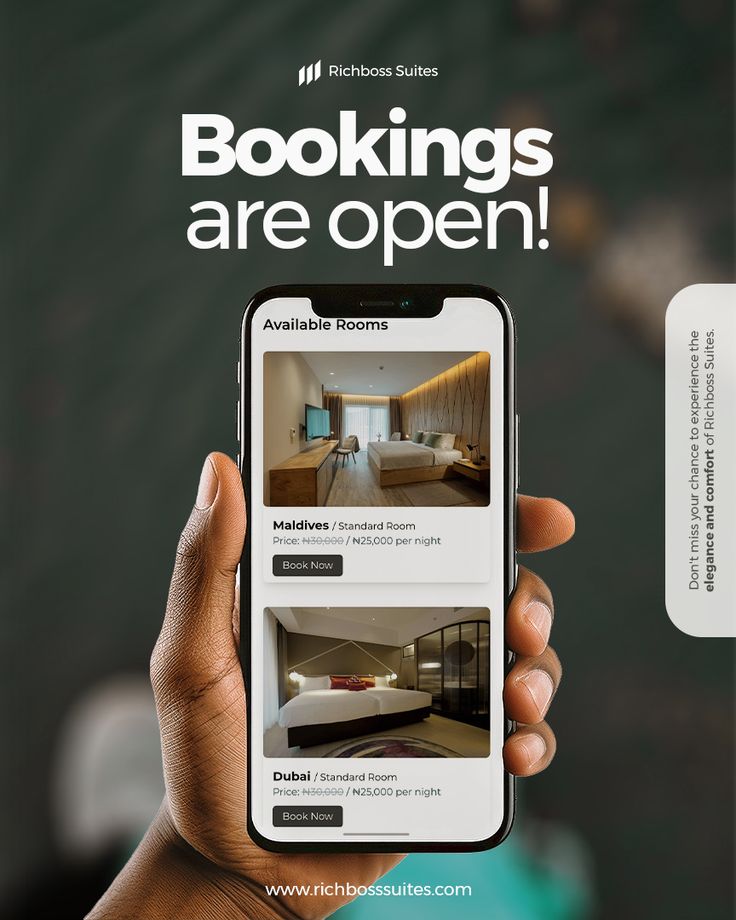 Richboss Suites
Bookings
are open!
Available Rooms
Maldives / Standard Room
Price: ₦30,000 / ₦25,000 per night
Book Now
Dubai / Standard Room
Price: ₦30,000 / ₦25,000 per night
Book Now
Don't miss your chance to experience the
elegance and comfort of Richboss Suites.
www.richbosssuites.com